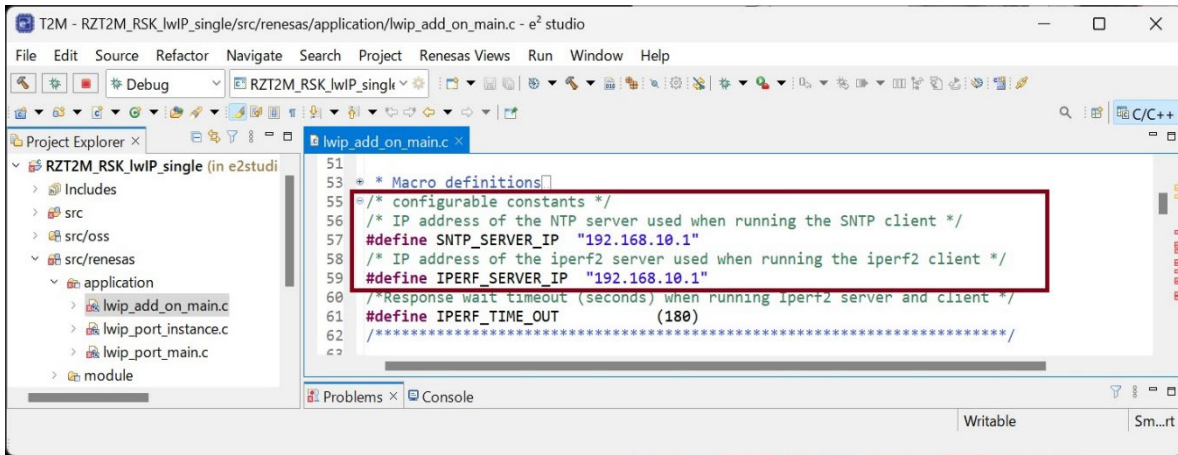 T2M - RZT2M_RSK_lwIP_single/src/renesas/application/lwip_add_on_main.c - e² studio
File Edit Source Refactor Navigate Search Project Renesas Views Run Window Help
Debug RZT2M_RSK_lwIP_single
C/C++
Project Explorer
RZT2M_RSK_lwIP_single (in e2studi
Includes
src
src/oss
src/renesas
application
lwip_add_on_main.c
lwip_port_instance.c
lwip_port_main.c
module
lwip_add_on_main.c
51
53 * Macro definitions
55 /* configurable constants */
56 /* IP address of the NTP server used when running the SNTP client */
57 #define SNTP_SERVER_IP "192.168.10.1"
58 /* IP address of the iperf2 server used when running the iperf2 client */
59 #define IPERF_SERVER_IP "192.168.10.1"
60 /*Response wait timeout (seconds) when running Iperf2 server and client */
61 #define IPERF_TIME_OUT (180)
62 /****************************************************************************/
63
Problems Console
Writable Sm...rt